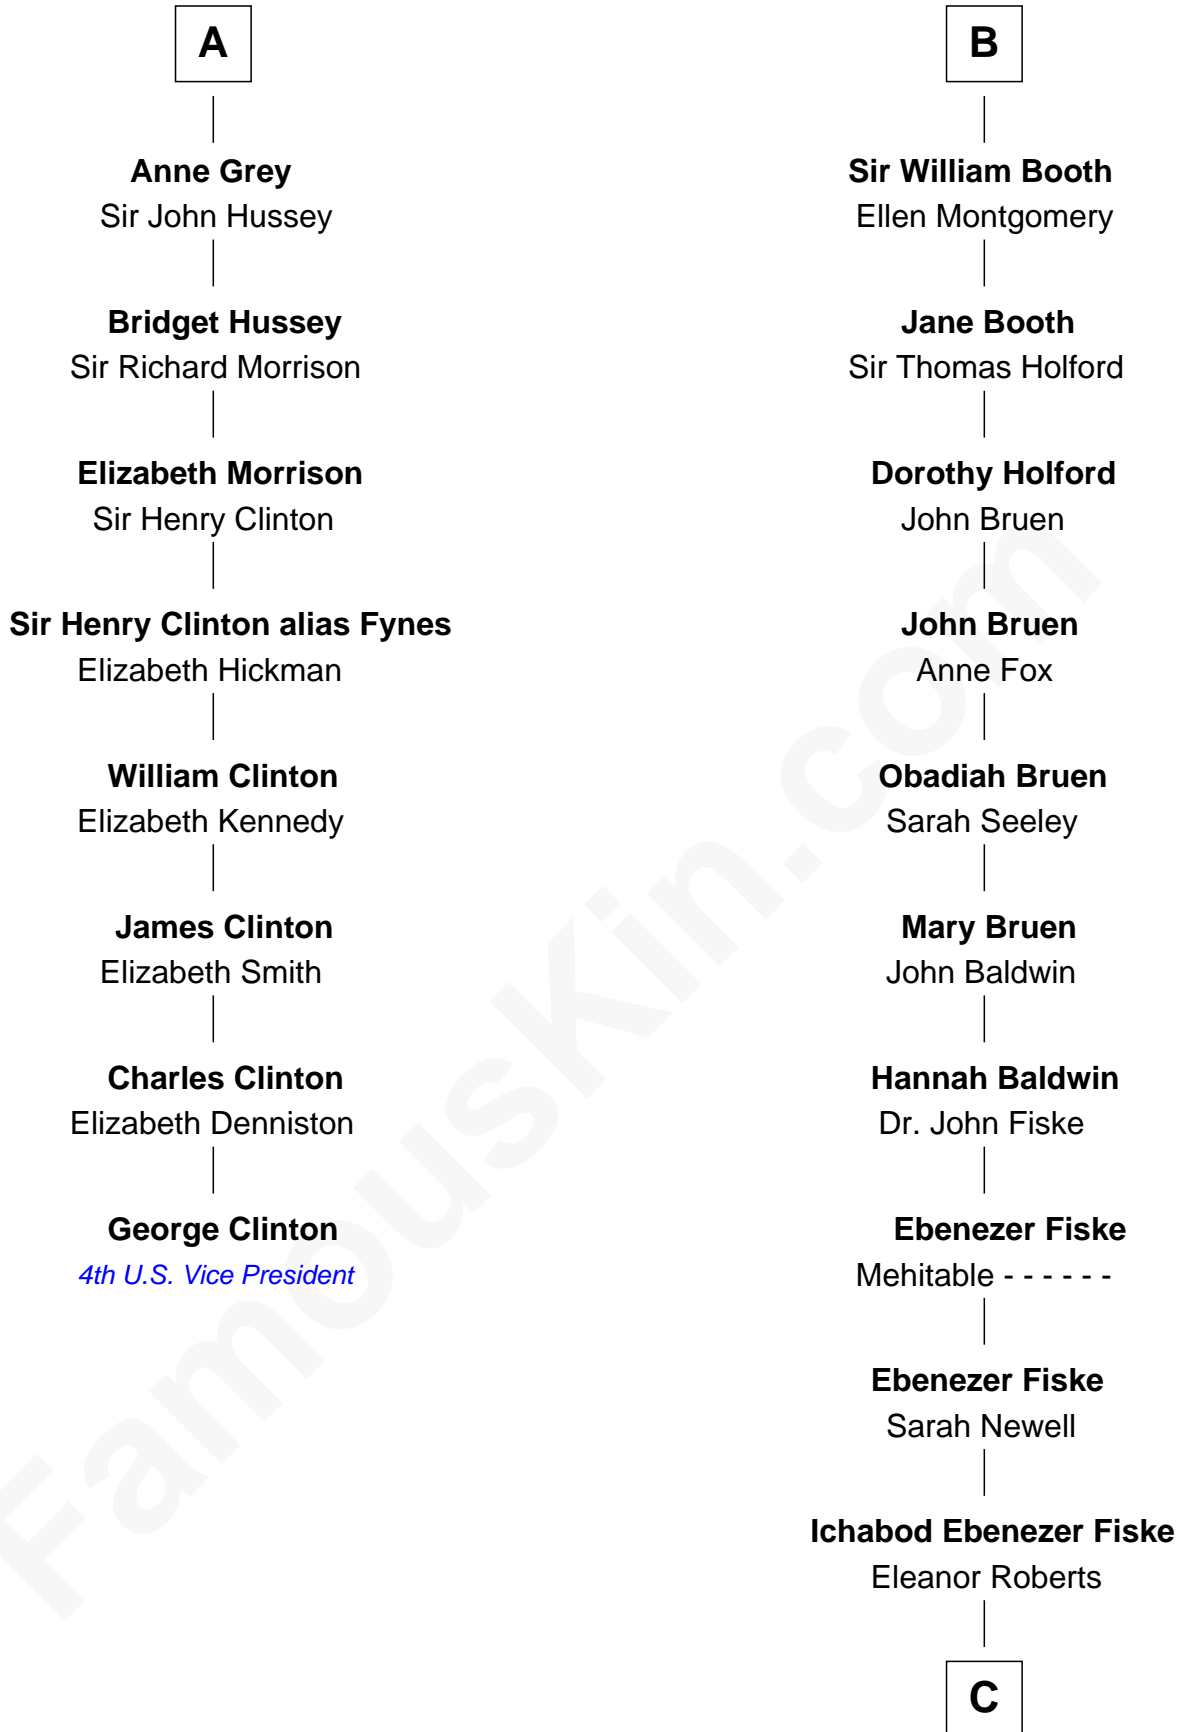 A
Anne Grey
Sir John Hussey
Bridget Hussey
Sir Richard Morrison
Elizabeth Morrison
Sir Henry Clinton
Sir Henry Clinton alias Fynes
Elizabeth Hickman
William Clinton
Elizabeth Kennedy
James Clinton
Elizabeth Smith
Charles Clinton
Elizabeth Denniston
George Clinton
4th U.S. Vice President
B
Sir William Booth
Ellen Montgomery
Jane Booth
Sir Thomas Holford
Dorothy Holford
John Bruen
John Bruen
Anne Fox
Obadiah Bruen
Sarah Seeley
Mary Bruen
John Baldwin
Hannah Baldwin
Dr. John Fiske
Ebenezer Fiske
Mehitable - - - - - -
Ebenezer Fiske
Sarah Newell
Ichabod Ebenezer Fiske
Eleanor Roberts
C
FamousKin.com